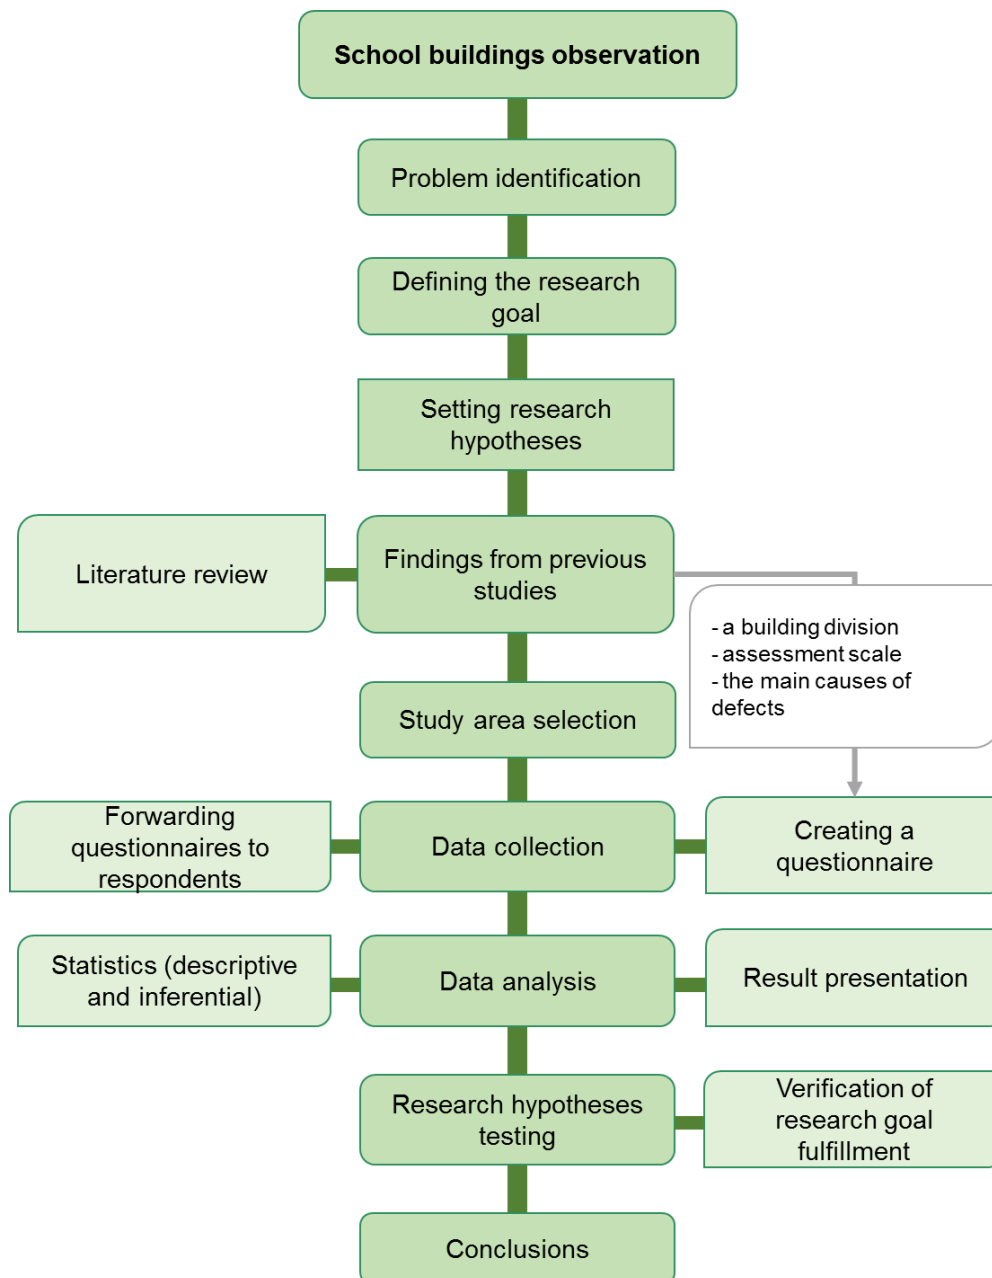 School buildings observation
Problem identification
Defining the research
goal
Setting research
hypotheses
Literature review
Findings from previous
studies
- a building division
- assessment scale
- the main causes of
defects
Study area selection
Forwarding
questionnaires to
respondents
Data collection
Creating a
questionnaire
Statistics (descriptive
and inferential)
Data analysis
Result presentation
Research hypotheses
testing
Verification of
research goal
fulfillment
Conclusions